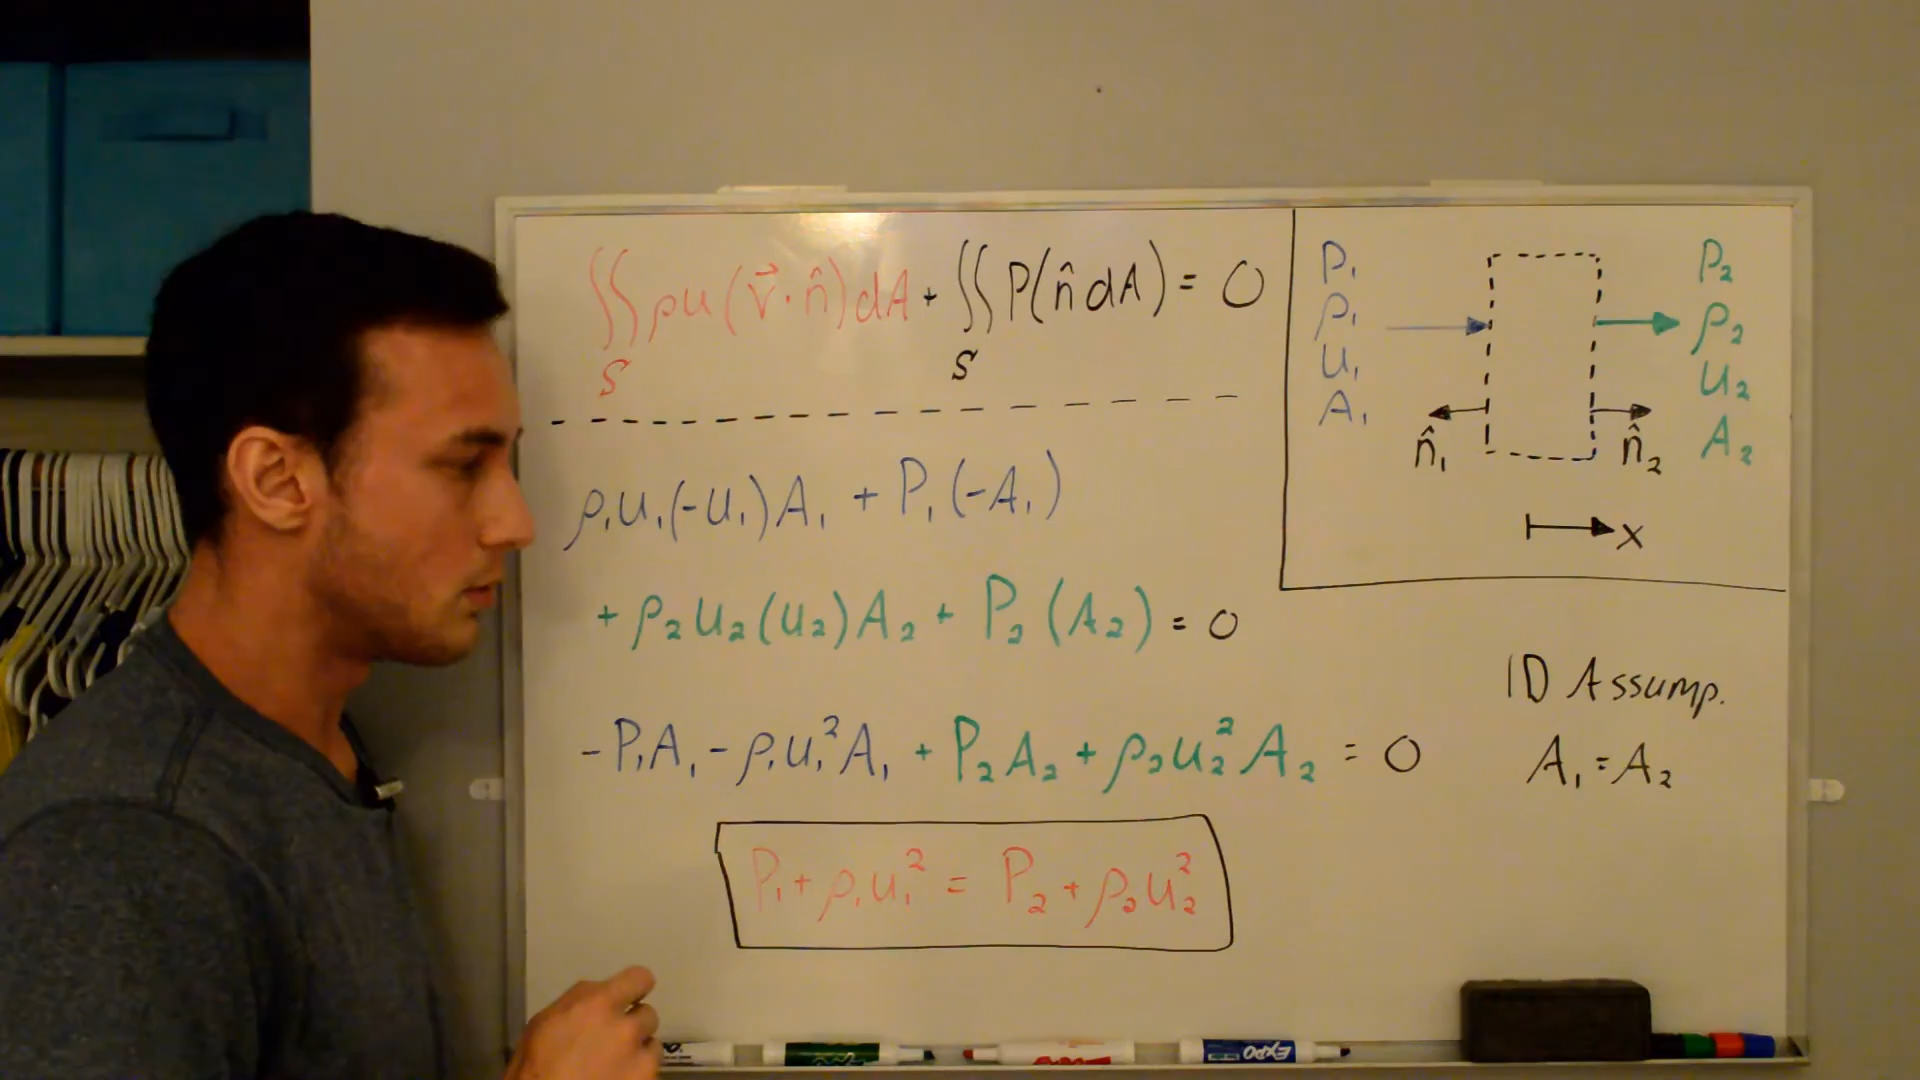 ∬ ρu(v⃗·n̂)dA + ∬ P(n̂dA) = 0
S S
ρ₁u₁(-u₁)A₁ + P₁(-A₁)
+ ρ₂u₂(u₂)A₂ + P₂(A₂) = 0
-P₁A₁ - ρ₁u₁²A₁ + P₂A₂ + ρ₂u₂²A₂ = 0
P₁ + ρ₁u₁² = P₂ + ρ₂u₂²
P₁
ρ₁
u₁
A₁
n̂₁
n̂₂
x
P₂
ρ₂
u₂
A₂
1D Assump.
A₁ = A₂
EXPO